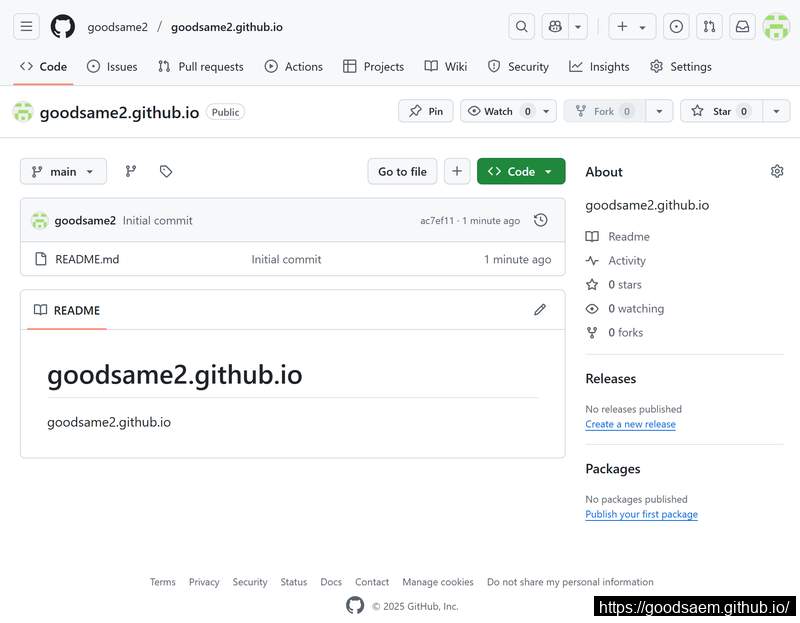 goodsame2 / goodsame2.github.io
Code Issues Pull requests Actions Projects Wiki Security Insights Settings
goodsame2.github.io Public Pin Watch 0 Fork 0 Star 0
main Go to file Code
goodsame2 Initial commit ac7ef11 · 1 minute ago
README.md Initial commit 1 minute ago
README
goodsame2.github.io
goodsame2.github.io
About
goodsame2.github.io
Readme
Activity
0 stars
0 watching
0 forks
Releases
No releases published
Create a new release
Packages
No packages published
Publish your first package
Terms Privacy Security Status Docs Contact Manage cookies Do not share my personal information
© 2025 GitHub, Inc.
https://goodsaem.github.io/